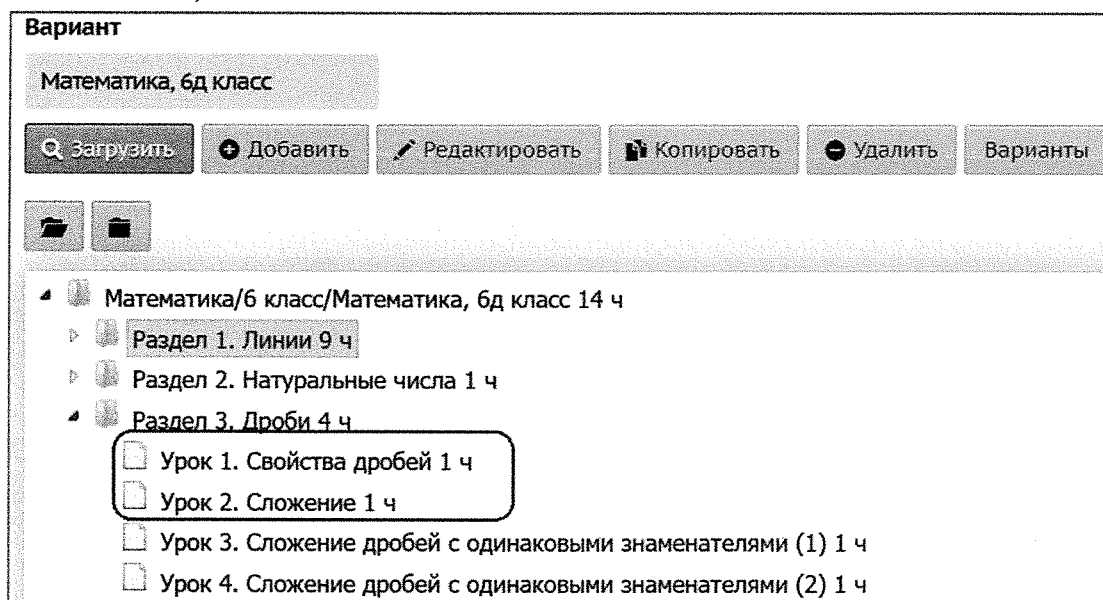 Вариант
Математика, 6д класс
Загрузить Добавить Редактировать Копировать Удалить Варианты
Математика/6 класс/Математика, 6д класс 14 ч
Раздел 1. Линии 9 ч
Раздел 2. Натуральные числа 1 ч
Раздел 3. Дроби 4 ч
Урок 1. Свойства дробей 1 ч
Урок 2. Сложение 1 ч
Урок 3. Сложение дробей с одинаковыми знаменателями (1) 1 ч
Урок 4. Сложение дробей с одинаковыми знаменателями (2) 1 ч